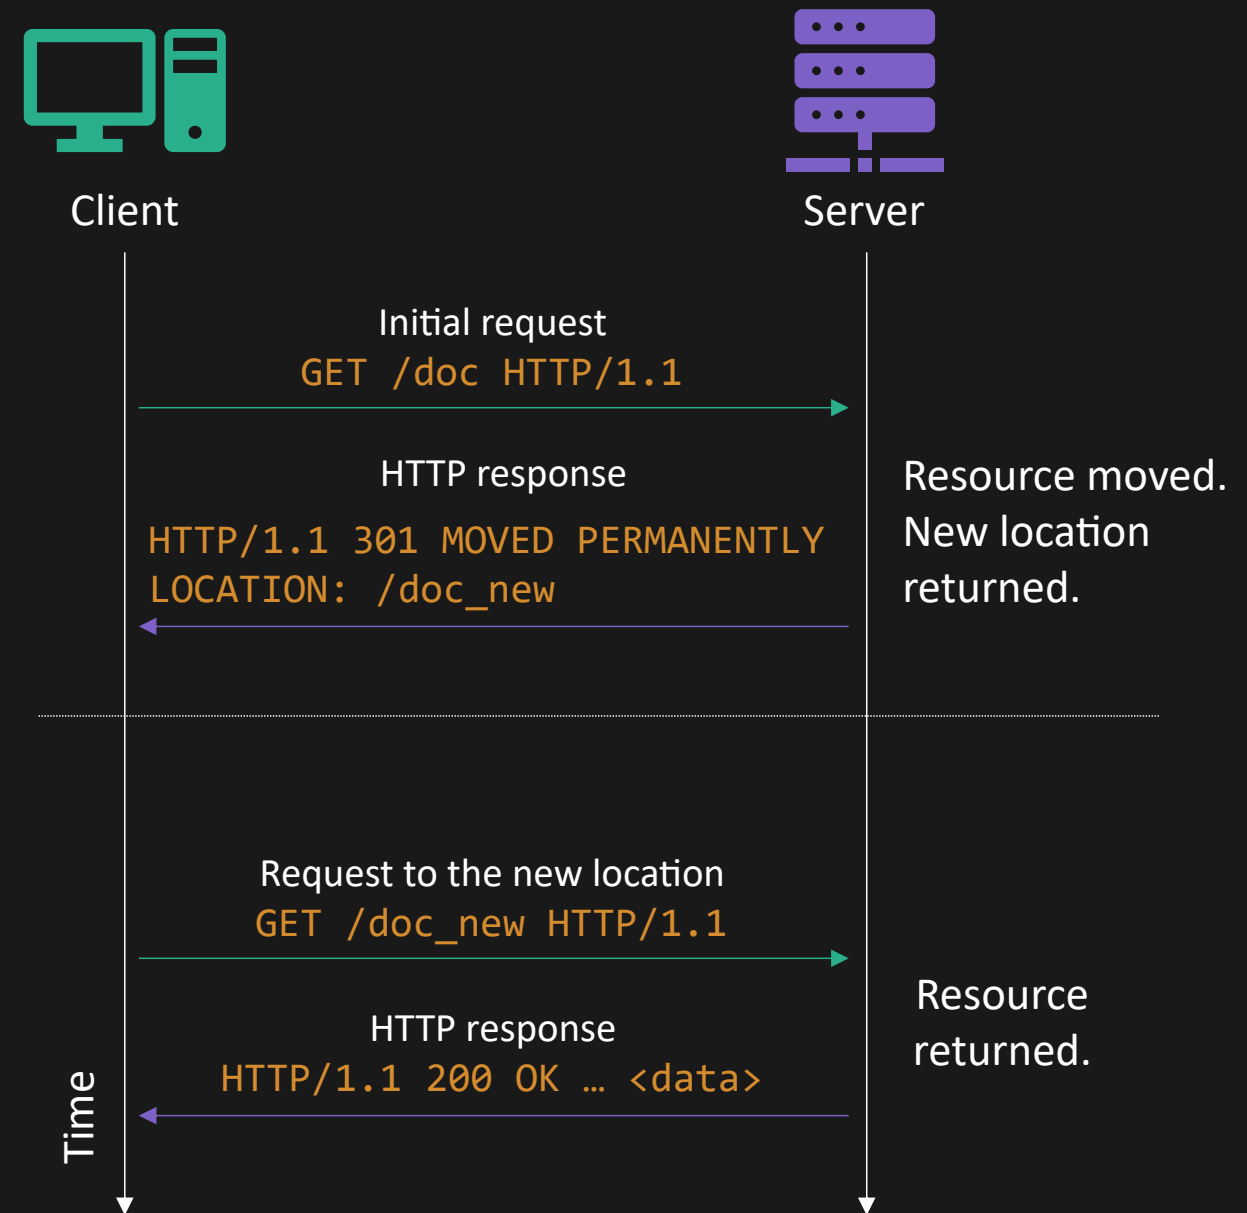 Client
Server
Initial request
GET /doc HTTP/1.1
HTTP response
HTTP/1.1 301 MOVED PERMANENTLY
LOCATION: /doc_new
Resource moved.
New location
returned.
Request to the new location
GET /doc_new HTTP/1.1
HTTP response
HTTP/1.1 200 OK … <data>
Resource
returned.
Time